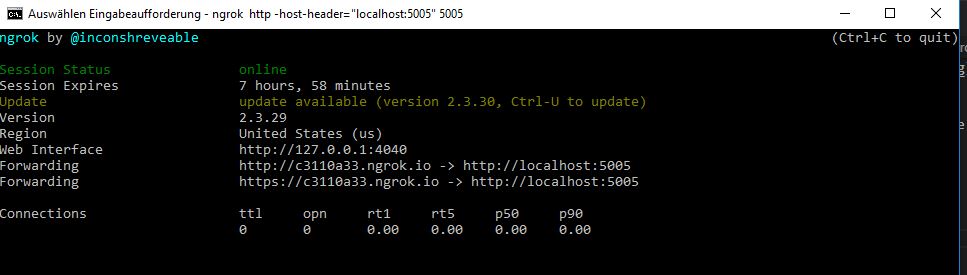 Auswählen Eingabeaufforderung - ngrok http -host-header="localhost:5005" 5005
ngrok by @inconshreveable (Ctrl+C to quit)
Session Status online
Session Expires 7 hours, 58 minutes
Update update available (version 2.3.30, Ctrl-U to update)
Version 2.3.29
Region United States (us)
Web Interface http://127.0.0.1:4040
Forwarding http://c3110a33.ngrok.io -> http://localhost:5005
Forwarding https://c3110a33.ngrok.io -> http://localhost:5005
Connections ttl opn rt1 rt5 p50 p90
0 0 0.00 0.00 0.00 0.00